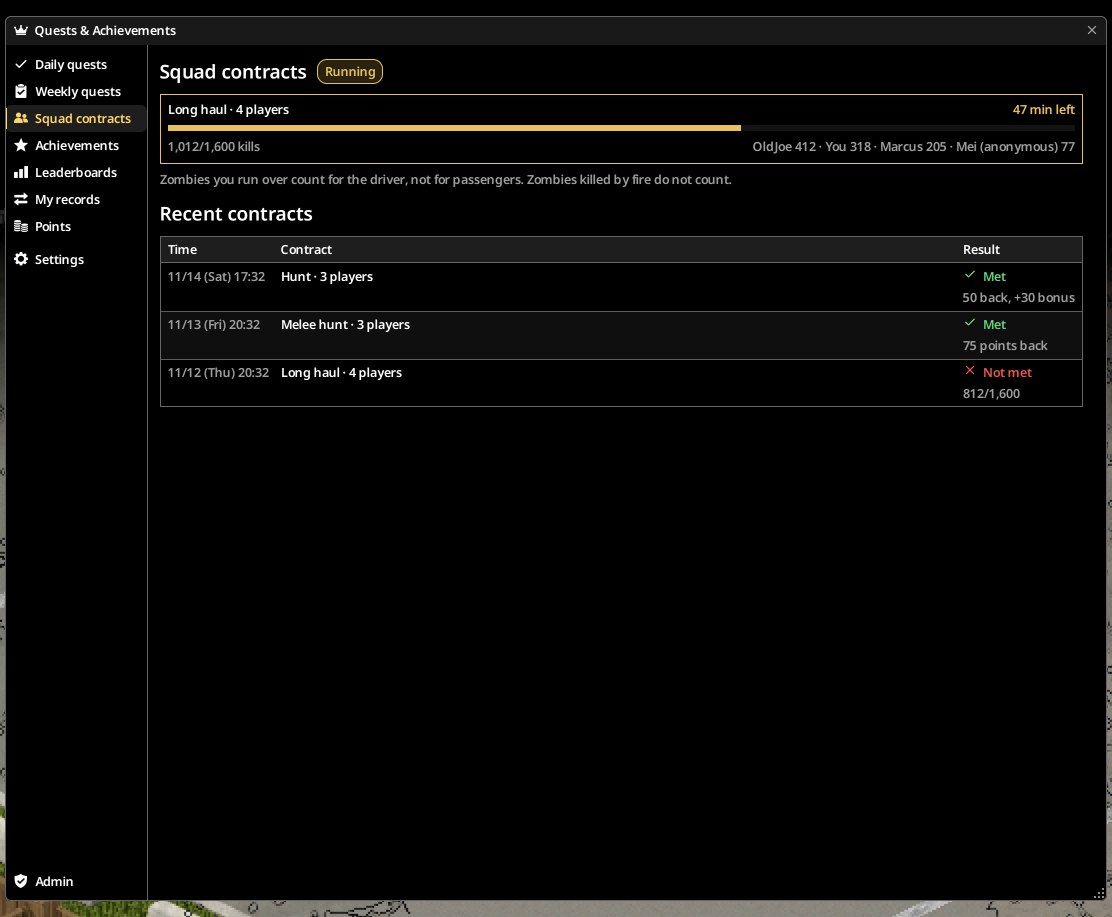 Quests & Achievements
Daily quests
Weekly quests
Squad contracts
Achievements
Leaderboards
My records
Points
Settings
Admin
Squad contracts Running
Long haul · 4 players 47 min left
1,012/1,600 kills OldJoe 412 · You 318 · Marcus 205 · Mei (anonymous) 77
Zombies you run over count for the driver, not for passengers. Zombies killed by fire do not count.
Recent contracts
Time Contract Result
11/14 (Sat) 17:32 Hunt · 3 players Met
50 back, +30 bonus
11/13 (Fri) 20:32 Melee hunt · 3 players Met
75 points back
11/12 (Thu) 20:32 Long haul · 4 players Not met
812/1,600